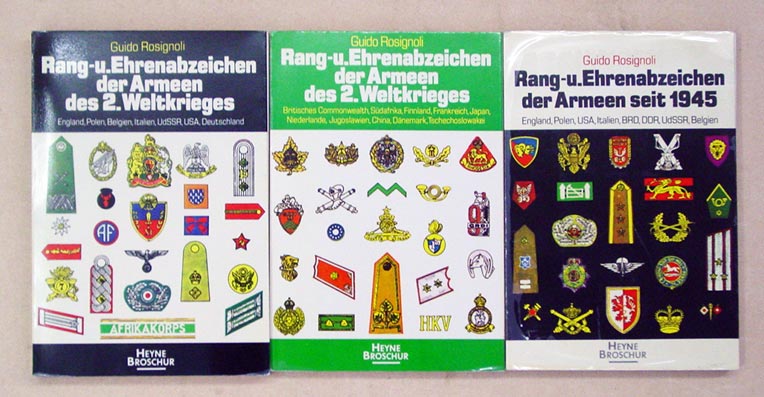 Guido Rosignoli
Rang-u.Ehrenabzeichen
der Armeen
des 2.Weltkrieges
England, Polen, Belgien, Italien, UdSSR, USA, Deutschland
AF
AFRIKAKORPS
HEYNE
BROSCHUR
Guido Rosignoli
Rang-u.Ehrenabzeichen
der Armeen
des 2.Weltkrieges
Britisches Commonwealth, Südafrika, Finnland, Frankreich, Japan,
Niederlande, Jugoslawien, China, Dänemark, Tschechoslowakei
HKV
HEYNE
BROSCHUR
Guido Rosignoli
Rang-u.Ehrenabzeichen
der Armeen seit 1945
England, Polen, USA, Italien, BRD, DDR, UdSSR, Belgien
HEYNE
BROSCHUR